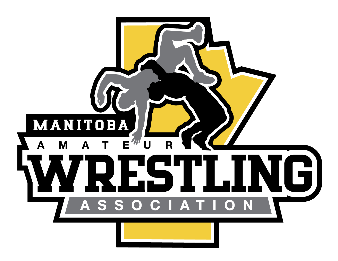 MANITOBA
AMATEUR
WRESTLING
ASSOCIATION